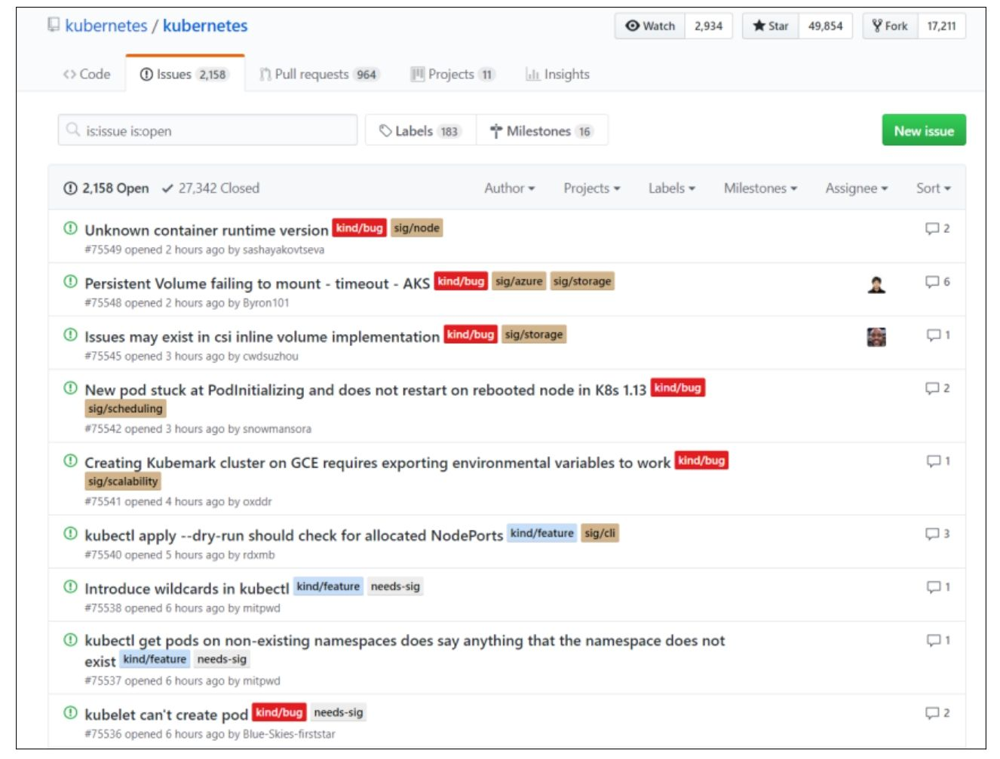 kubernetes / kubernetes
Watch 2,934 Star 49,854 Fork 17,211
<> Code Issues 2,158 Pull requests 964 Projects 11 Insights
is:issue is:open Labels 183 Milestones 16 New issue
2,158 Open 27,342 Closed Author Projects Labels Milestones Assignee Sort
Unknown container runtime version kind/bug sig/node 2
#75549 opened 2 hours ago by sashayakovtseva
Persistent Volume failing to mount - timeout - AKS kind/bug sig/azure sig/storage 6
#75548 opened 2 hours ago by Byron101
Issues may exist in csi inline volume implementation kind/bug sig/storage 1
#75545 opened 3 hours ago by cwdsuzhou
New pod stuck at PodInitializing and does not restart on rebooted node in K8s 1.13 kind/bug 2
sig/scheduling
#75542 opened 3 hours ago by snowmansora
Creating Kubemark cluster on GCE requires exporting environmental variables to work kind/bug 1
sig/scalability
#75541 opened 4 hours ago by oxddr
kubectl apply --dry-run should check for allocated NodePorts kind/feature sig/cli 3
#75540 opened 5 hours ago by rdxmb
Introduce wildcards in kubectl kind/feature needs-sig 1
#75538 opened 6 hours ago by mitpwd
kubectl get pods on non-existing namespaces does say anything that the namespace does not 1
exist kind/feature needs-sig
#75537 opened 6 hours ago by mitpwd
kubelet can't create pod kind/bug needs-sig 2
#75536 opened 6 hours ago by Blue-Skies-firststar